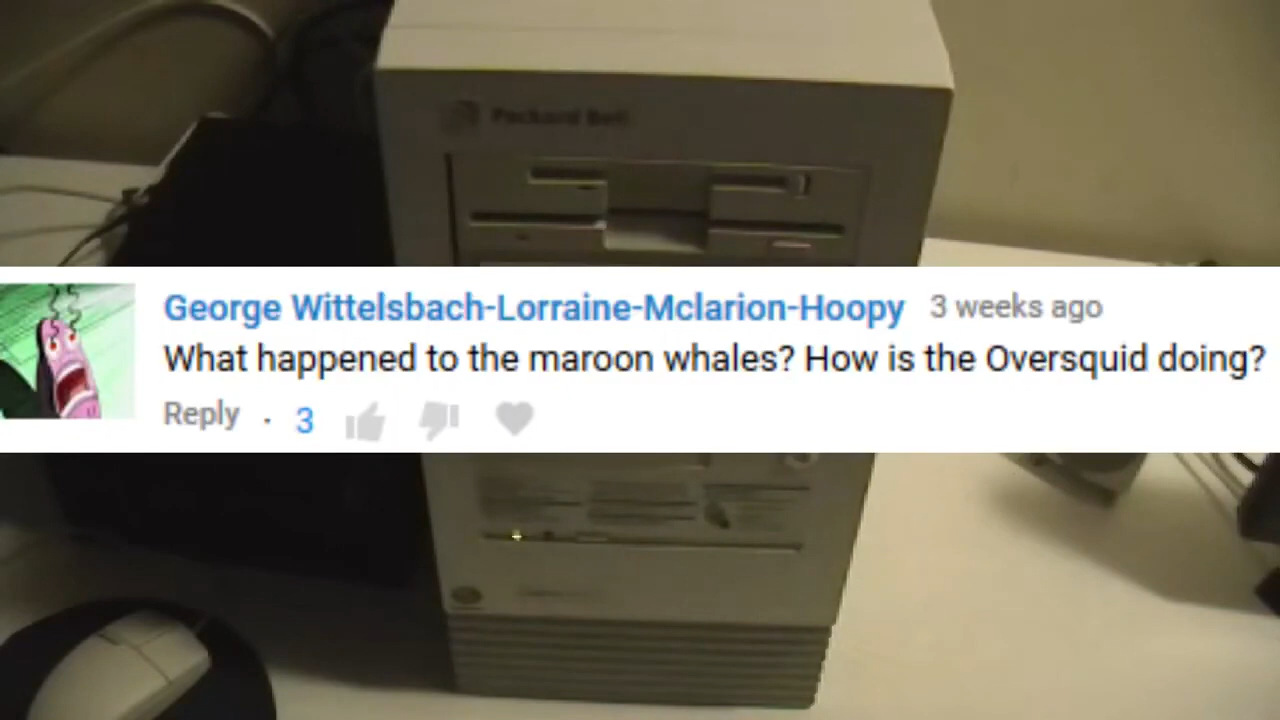 Packard Bell
George Wittelsbach-Lorraine-Mclarion-Hoopy 3 weeks ago
What happened to the maroon whales? How is the Oversquid doing?
Reply . 3